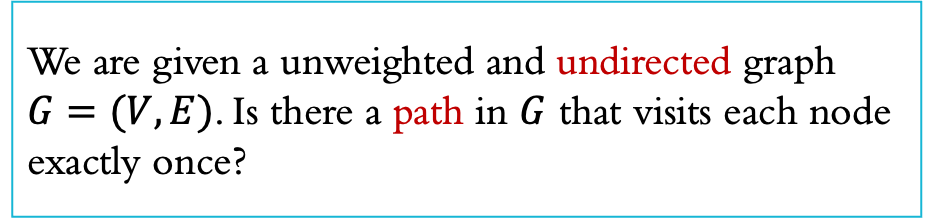 We are given a unweighted and undirected graph
G = (V, E). Is there a path in G that visits each node
exactly once?